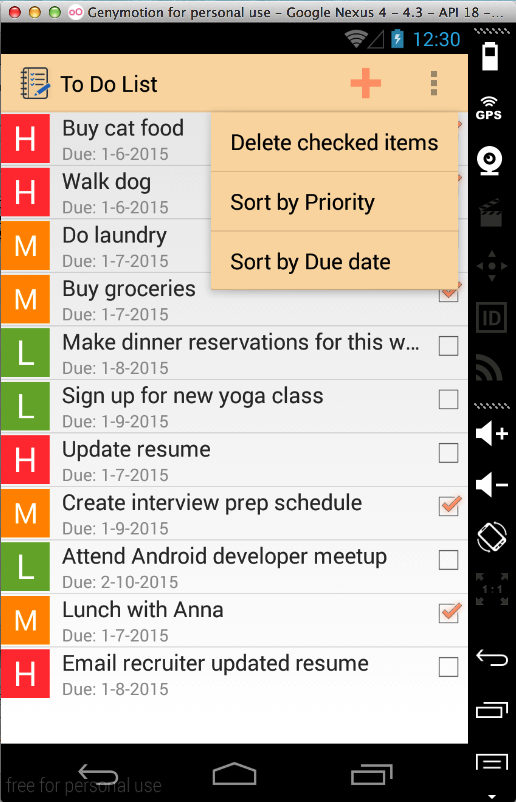 Genymotion for personal use - Google Nexus 4 - 4.3 - API 18 -
12:30
To Do List
Delete checked items
Sort by Priority
Sort by Due date
H Buy cat food
Due: 1-6-2015
H Walk dog
Due: 1-6-2015
M Do laundry
Due: 1-7-2015
M Buy groceries
Due: 1-7-2015
L Make dinner reservations for this w...
Due: 1-8-2015
L Sign up for new yoga class
Due: 1-9-2015
H Update resume
Due: 1-7-2015
M Create interview prep schedule
Due: 1-9-2015
L Attend Android developer meetup
Due: 2-10-2015
M Lunch with Anna
Due: 1-7-2015
H Email recruiter updated resume
Due: 1-8-2015
free for personal use
GPS
ID
1:1